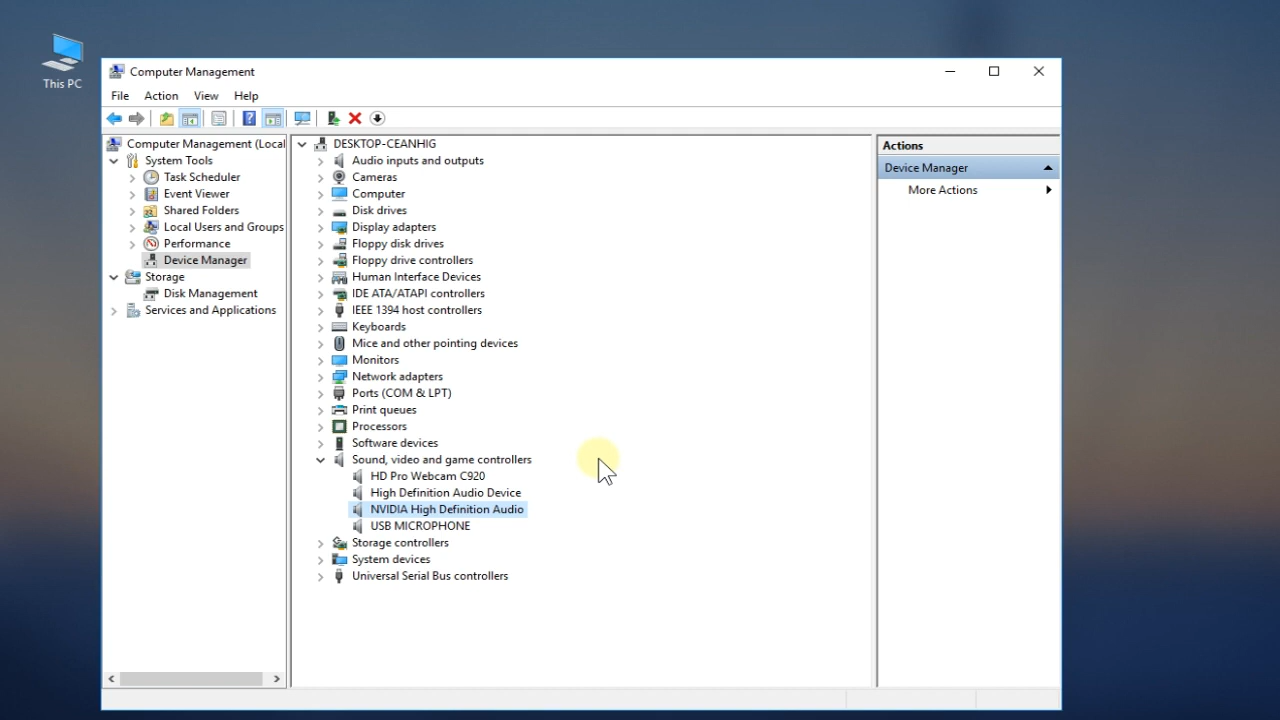 This PC
Computer Management
File Action View Help
Computer Management (Local
System Tools
Task Scheduler
Event Viewer
Shared Folders
Local Users and Groups
Performance
Device Manager
Storage
Disk Management
Services and Applications
DESKTOP-CEANHIG
Audio inputs and outputs
Cameras
Computer
Disk drives
Display adapters
Floppy disk drives
Floppy drive controllers
Human Interface Devices
IDE ATA/ATAPI controllers
IEEE 1394 host controllers
Keyboards
Mice and other pointing devices
Monitors
Network adapters
Ports (COM & LPT)
Print queues
Processors
Software devices
Sound, video and game controllers
HD Pro Webcam C920
High Definition Audio Device
NVIDIA High Definition Audio
USB MICROPHONE
Storage controllers
System devices
Universal Serial Bus controllers
Actions
Device Manager
More Actions